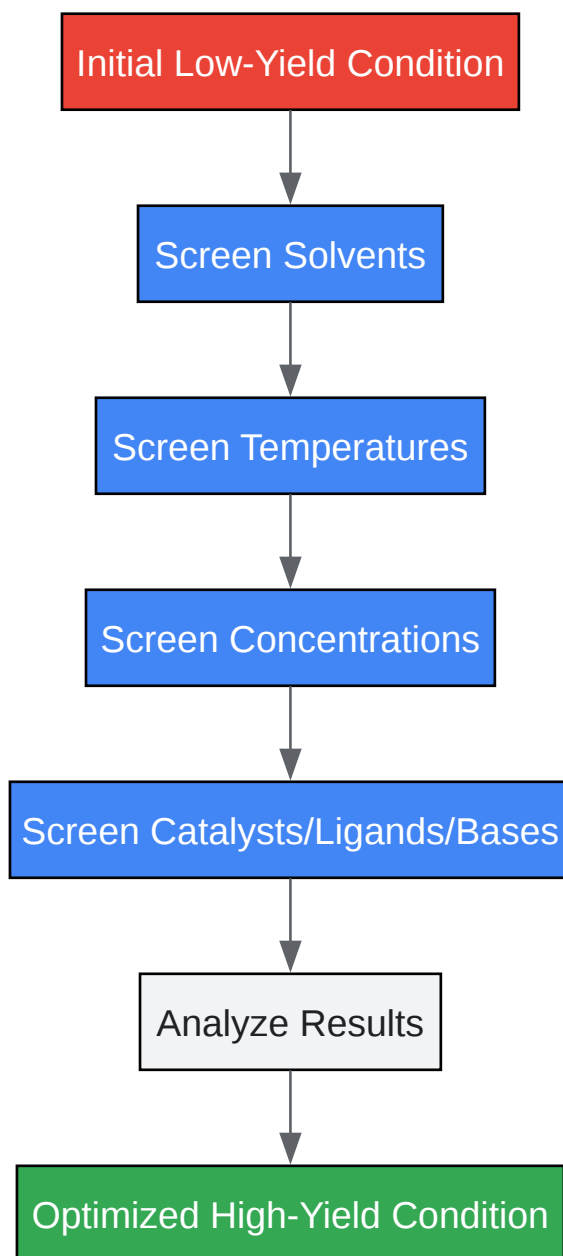 Initial Low-Yield Condition
Screen Solvents
Screen Temperatures
Screen Concentrations
Screen Catalysts/Ligands/Bases
Analyze Results
Optimized High-Yield Condition